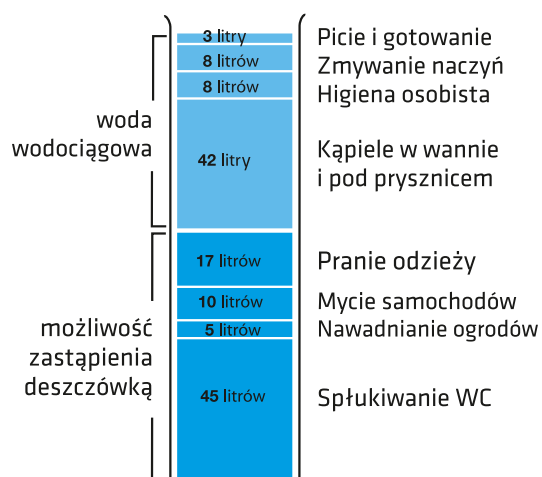 3 litry Picie i gotowanie
8 litrów Zmywanie naczyń
8 litrów Higiena osobista
woda
wodociągowa
42 litry Kąpiele w wannie
i pod prysznicem
17 litrów Pranie odzieży
10 litrów Mycie samochodów
5 litrów Nawadnianie ogrodów
możliwość
zastąpienia
deszczówką
45 litrów Spłukiwanie WC